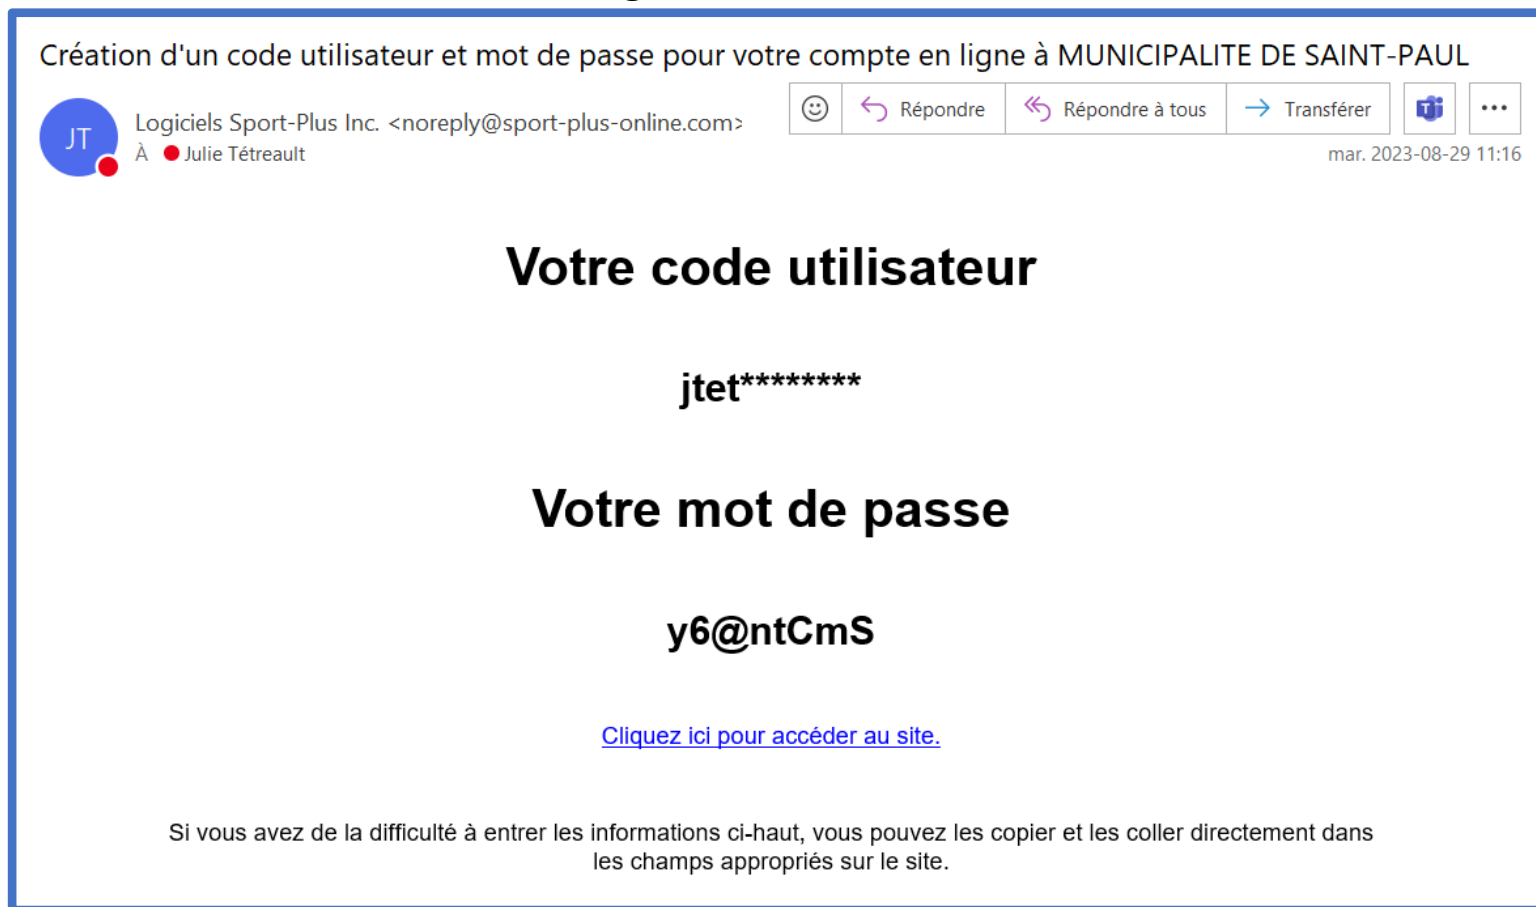 Création d'un code utilisateur et mot de passe pour votre compte en ligne à MUNICIPALITE DE SAINT-PAUL
JT
Logiciels Sport-Plus Inc. <noreply@sport-plus-online.com>
Répondre
Répondre à tous
Transférer
À Julie Tétreault
mar. 2023-08-29 11:16
Votre code utilisateur
jtet********
Votre mot de passe
y6@ntCmS
Cliquez ici pour accéder au site.
Si vous avez de la difficulté à entrer les informations ci-haut, vous pouvez les copier et les coller directement dans
les champs appropriés sur le site.